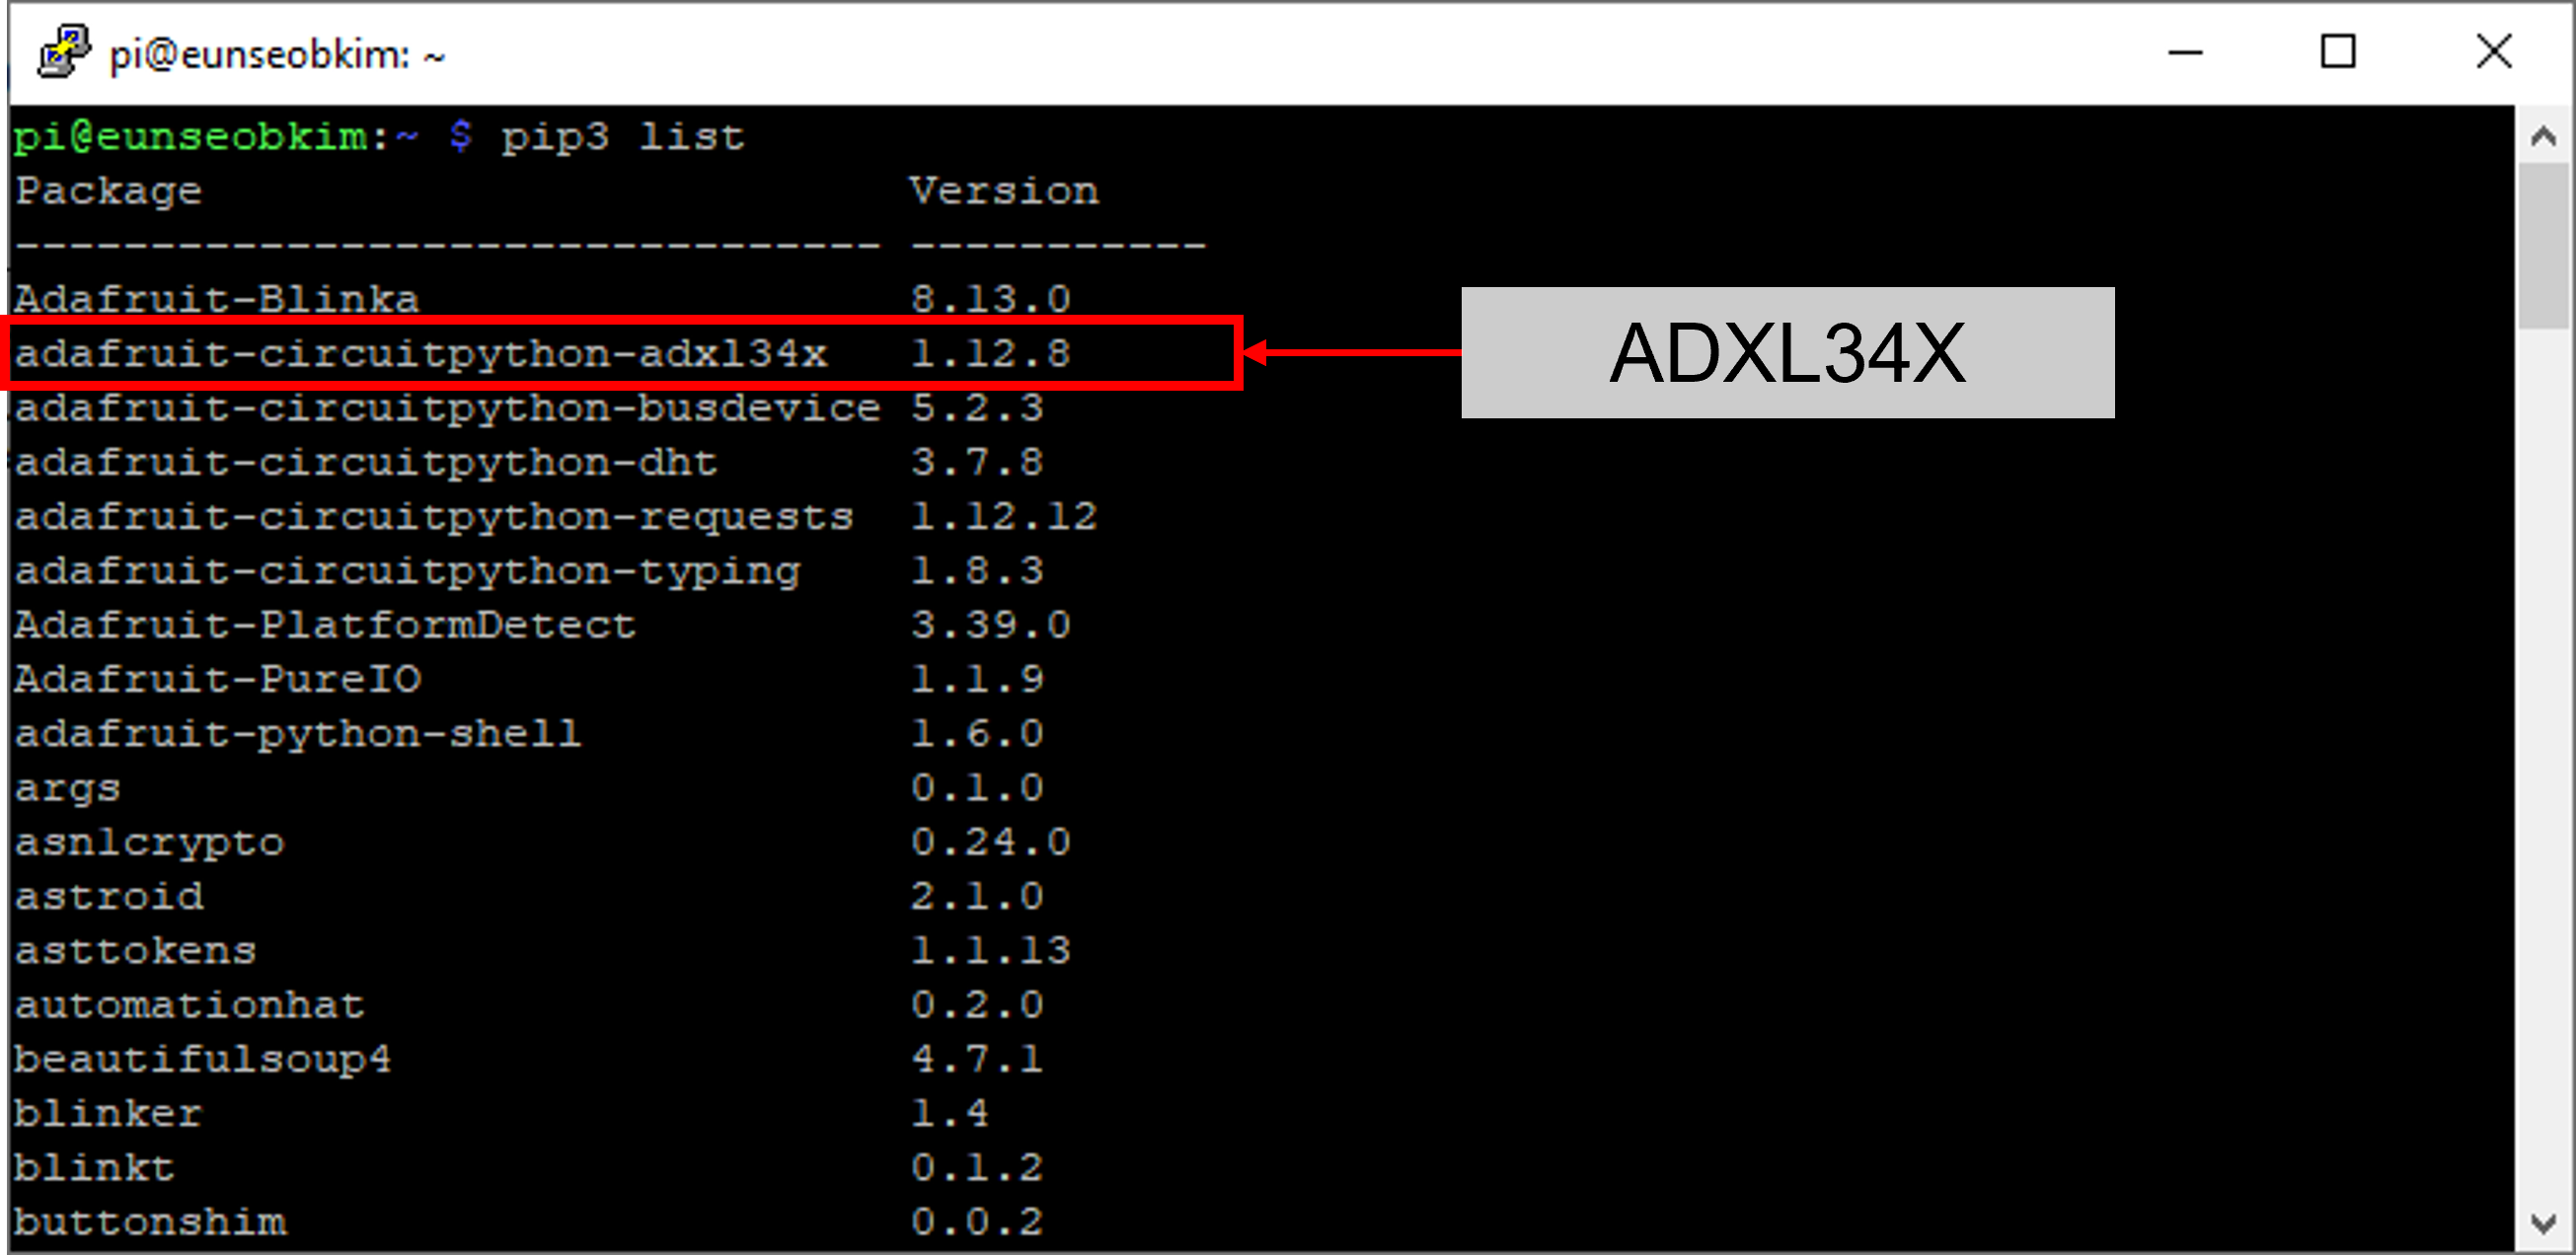 pi@eunseobkim: ~
pi@eunseobkim:~ $ pip3 list
Package Version
-------------------------------- -----------
Adafruit-Blinka 8.13.0
adafruit-circuitpython-adxl34x 1.12.8
ADXL34X
adafruit-circuitpython-busdevice 5.2.3
adafruit-circuitpython-dht 3.7.8
adafruit-circuitpython-requests 1.12.12
adafruit-circuitpython-typing 1.8.3
Adafruit-PlatformDetect 3.39.0
Adafruit-PureIO 1.1.9
adafruit-python-shell 1.6.0
args 0.1.0
asn1crypto 0.24.0
astroid 2.1.0
asttokens 1.1.13
automationhat 0.2.0
beautifulsoup4 4.7.1
blinker 1.4
blinkt 0.1.2
buttonshim 0.0.2